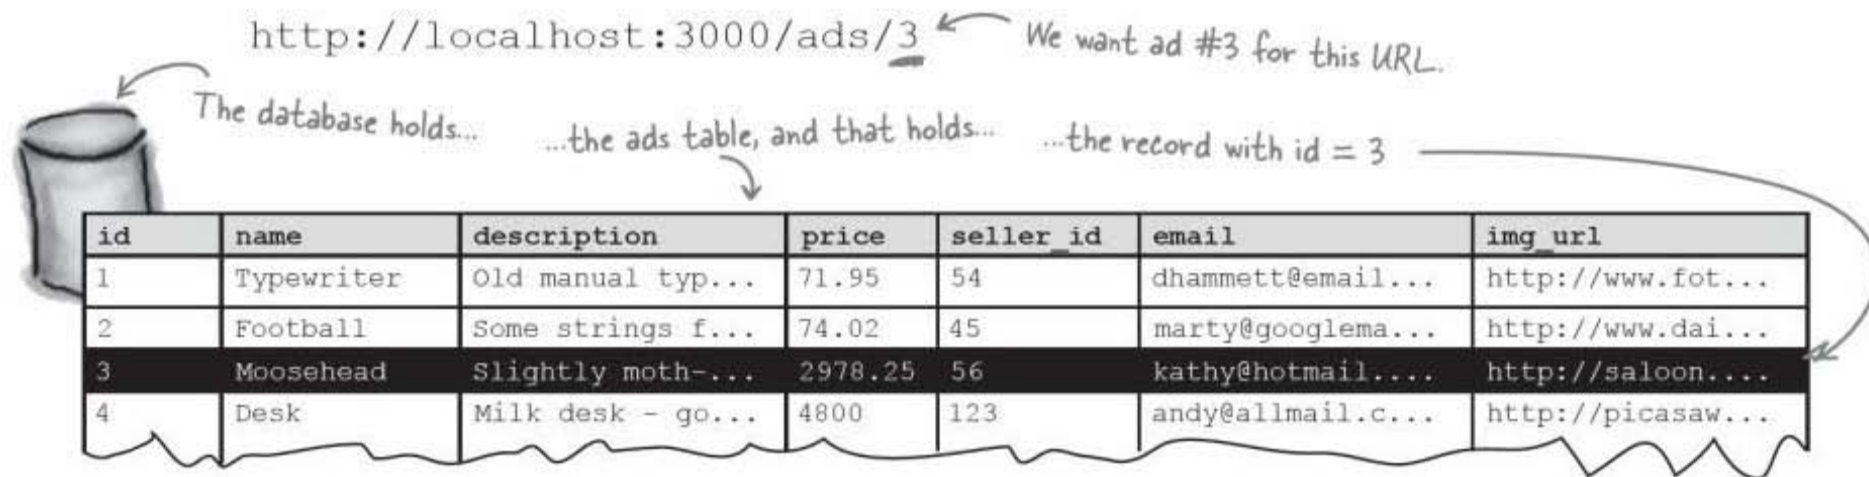 http://localhost:3000/ads/3
We want ad #3 for this URL.
The database holds...
...the ads table, and that holds...
...the record with id = 3
id name description price seller_id email img_url
1 Typewriter Old manual typ... 71.95 54 dhammett@email... http://www.fot...
2 Football Some strings f... 74.02 45 marty@googlema... http://www.dai...
3 Moosehead Slightly moth-... 2978.25 56 kathy@hotmail.... http://saloon....
4 Desk Milk desk - go... 4800 123 andy@allmail.c... http://picasaw...